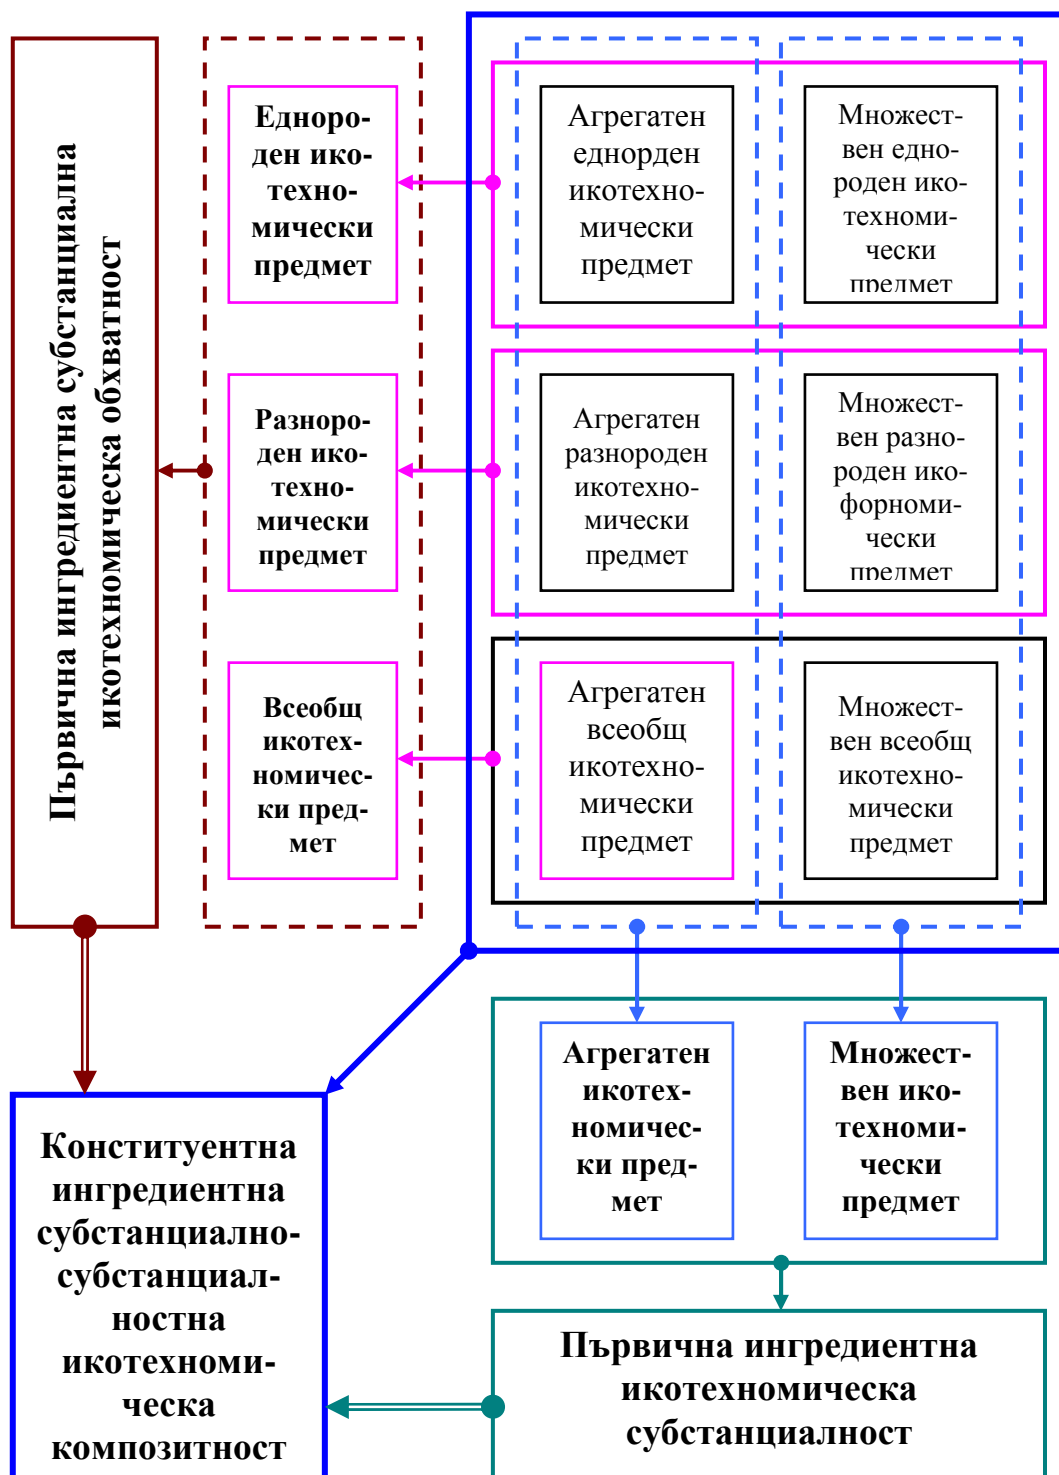 Първична ингредиентна субстанциална
икотехномическа обхватност
Едноро-
ден ико-
техно-
мически
предмет
Агрегатен
еднорден
икотехно-
мически
предмет
Множест-
вен едно-
роден ико-
техноми-
чески
предмет
Разноро-
ден ико-
техно-
мически
предмет
Агрегатен
разнороден
икотехно-
мически
предмет
Множест-
вен разно-
роден ико-
форноми-
чески
предмет
Всеобщ
икотех-
номичес-
ки пред-
мет
Агрегатен
всеобщ
икотехно-
мически
предмет
Множест-
вен всеобщ
икотехно-
мически
предмет
Агрегатен
икотех-
номичес-
ки пред-
мет
Множест-
вен ико-
техноми-
чески
предмет
Конституентна
ингредиентна
субстанциално-
субстанциал-
ностна
икотехноми-
ческа
композитност
Първична ингредиентна
икотехномическа
субстанциалност